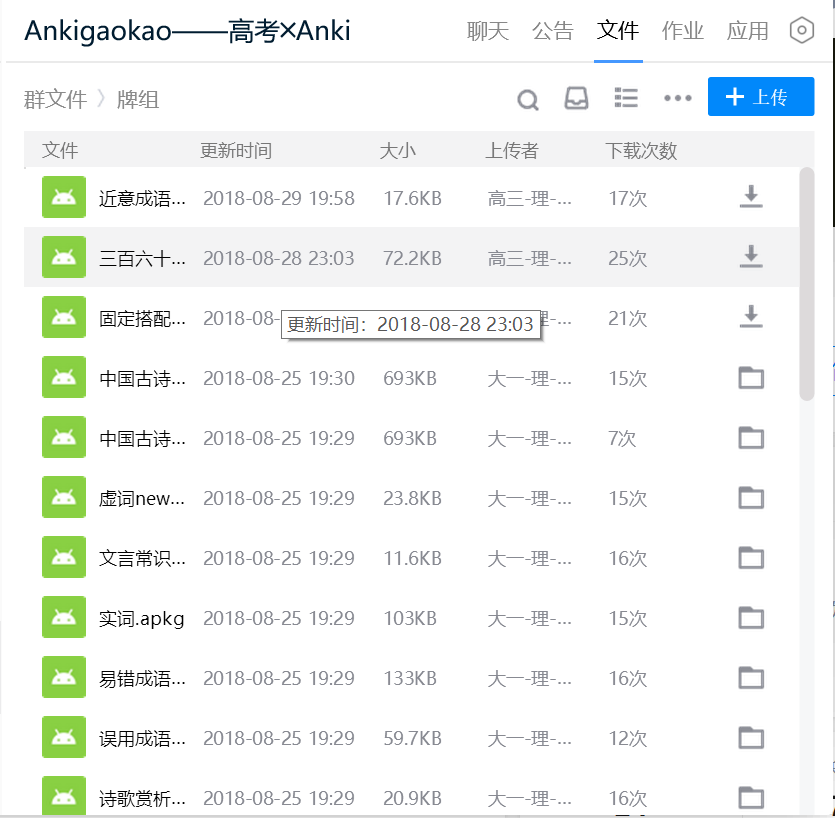 Ankigaokao——高考×Anki 聊天 公告 文件 作业 应用
群文件 〉 牌组 上传
文件 更新时间 大小 上传者 下载次数
近意成语... 2018-08-29 19:58 17.6KB 高三-理-... 17次
三百六十... 2018-08-28 23:03 72.2KB 高三-理-... 25次
固定搭配... 2018-08- -... 21次
更新时间：2018-08-28 23:03
中国古诗... 2018-08-25 19:30 693KB 大一-理-... 15次
中国古诗... 2018-08-25 19:29 693KB 大一-理-... 7次
虚词new... 2018-08-25 19:29 23.8KB 大一-理-... 15次
文言常识... 2018-08-25 19:29 11.6KB 大一-理-... 16次
实词.apkg 2018-08-25 19:29 103KB 大一-理-... 15次
易错成语... 2018-08-25 19:29 133KB 大一-理-... 16次
误用成语... 2018-08-25 19:29 59.7KB 大一-理-... 12次
诗歌赏析... 2018-08-25 19:29 20.9KB 大一-理-... 16次